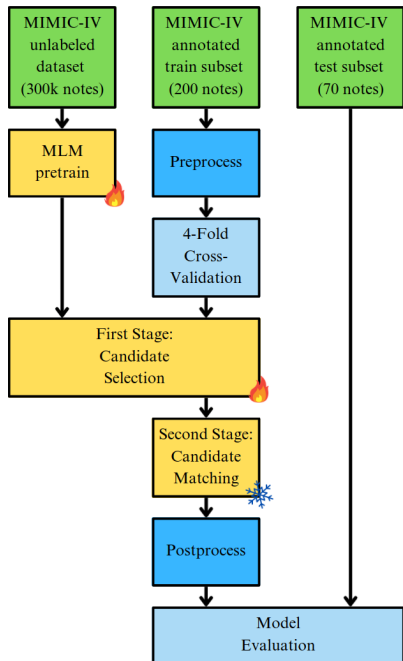 MIMIC-IV
unlabeled
dataset
(300k notes)
MIMIC-IV
annotated
train subset
(200 notes)
MIMIC-IV
annotated
test subset
(70 notes)
MLM
pretrain
Preprocess
4-Fold
Cross-
Validation
First Stage:
Candidate
Selection
Second Stage:
Candidate
Matching
Postprocess
Model
Evaluation